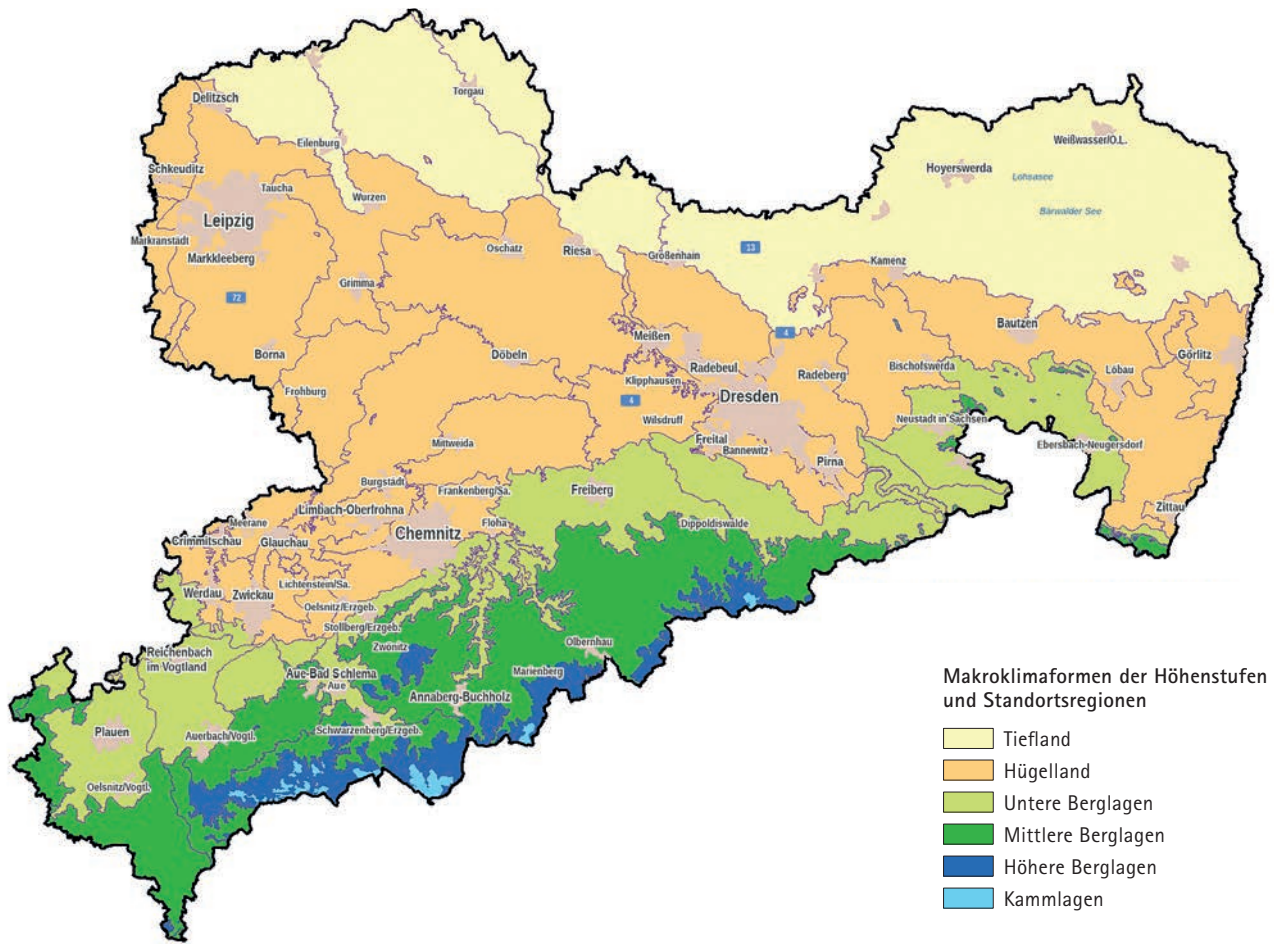 Delitzsch
Torgau
Eilenburg
Weißwasser/O.L.
Hoyerswerda
Lohsasee
Schkeuditz
Taucha
Wurzen
Leipzig
Bärwalder See
Markranstädt
Markkleeberg
Oschatz
Riesa
Großenhain
13
Kamenz
Grimma
72
Bautzen
Meißen
4
Görlitz
Borna
Döbeln
Radebeul
Radeberg
Bischofswerda
Löbau
Frohburg
Klipphausen
4
Dresden
Wilsdruff
Neustadt in Sachsen
Mittweida
Freital
Bannewitz
Ebersbach-Neugersdorf
Pirna
Burgstädt
Frankenberg/Sa.
Freiberg
Limbach-Oberfrohna
Zittau
Meerane
Flöha
Dippoldiswalde
Crimmitschau
Glauchau
Chemnitz
Lichtenstein/Sa.
Werdau
Zwickau
Oelsnitz/Erzgeb.
Stollberg/Erzgeb.
Reichenbach
im Vogtland
Zwönitz
Olbernhau
Aue-Bad Schlema
Aue
Marienberg
Annaberg-Buchholz
Plauen
Auerbach/Vogtl.
Schwarzenberg/Erzgeb.
Oelsnitz/Vogtl.
Makroklimaformen der Höhenstufen
und Standortsregionen
Tiefland
Hügelland
Untere Berglagen
Mittlere Berglagen
Höhere Berglagen
Kammlagen